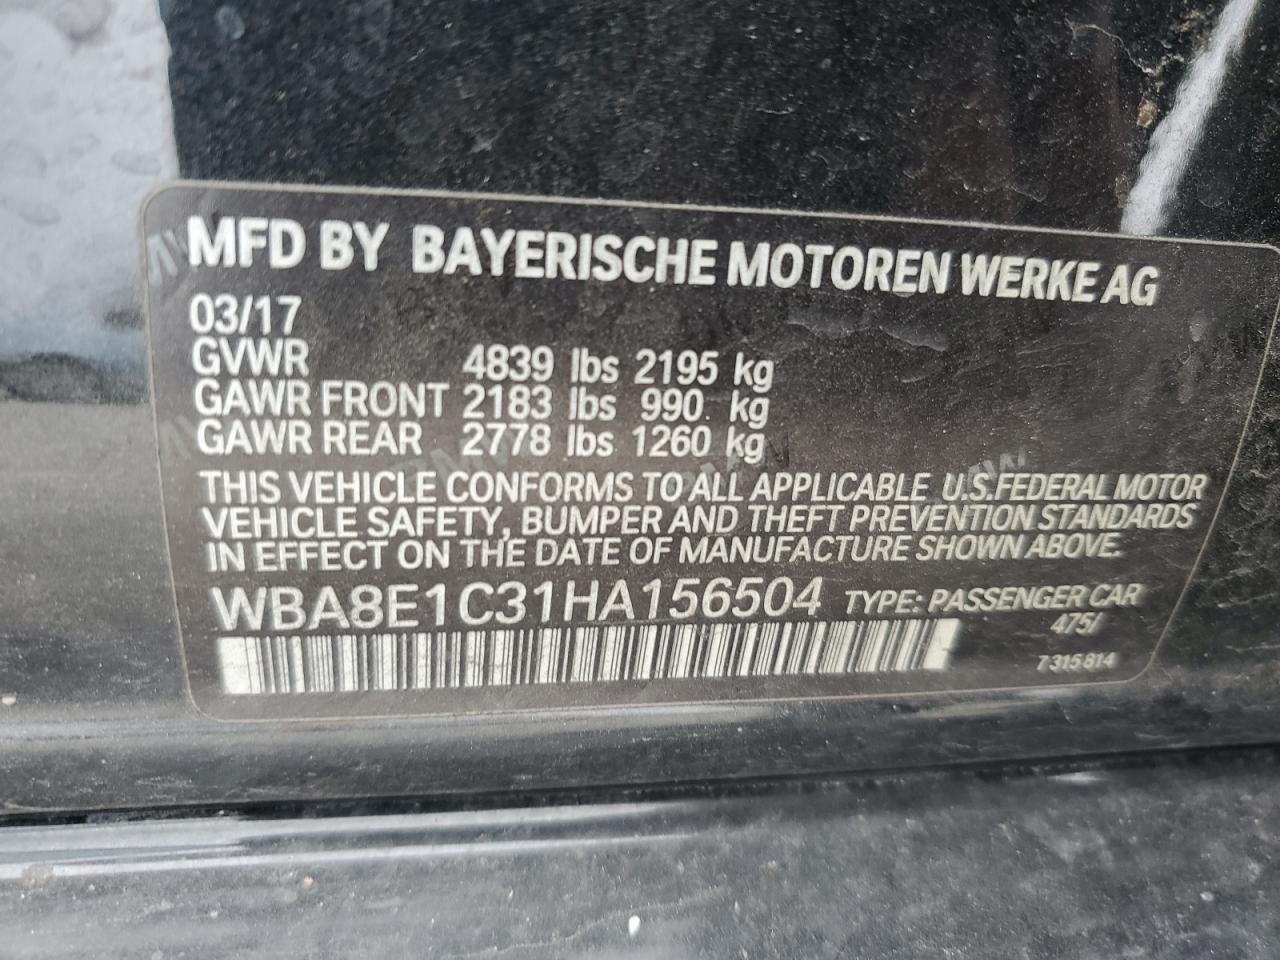 MFD BY BAYERISCHE MOTOREN WERKE AG
03/17
GVWR 4839 lbs 2195 kg
GAWR FRONT 2183 lbs 990. kg
GAWR REAR 2778 lbs 1260 kg
THIS VEHICLE CONFORMS TO ALL APPLICABLE U.S.FEDERAL MOTOR
VEHICLE SAFETY, BUMPER AND THEFT PREVENTION STANDARDS
IN EFFECT ON THE DATE OF MANUFACTURE SHOWN ABOVE.
WBA8E1C31HA156504 TYPE: PASSENGER CAR
475/
7 315 814